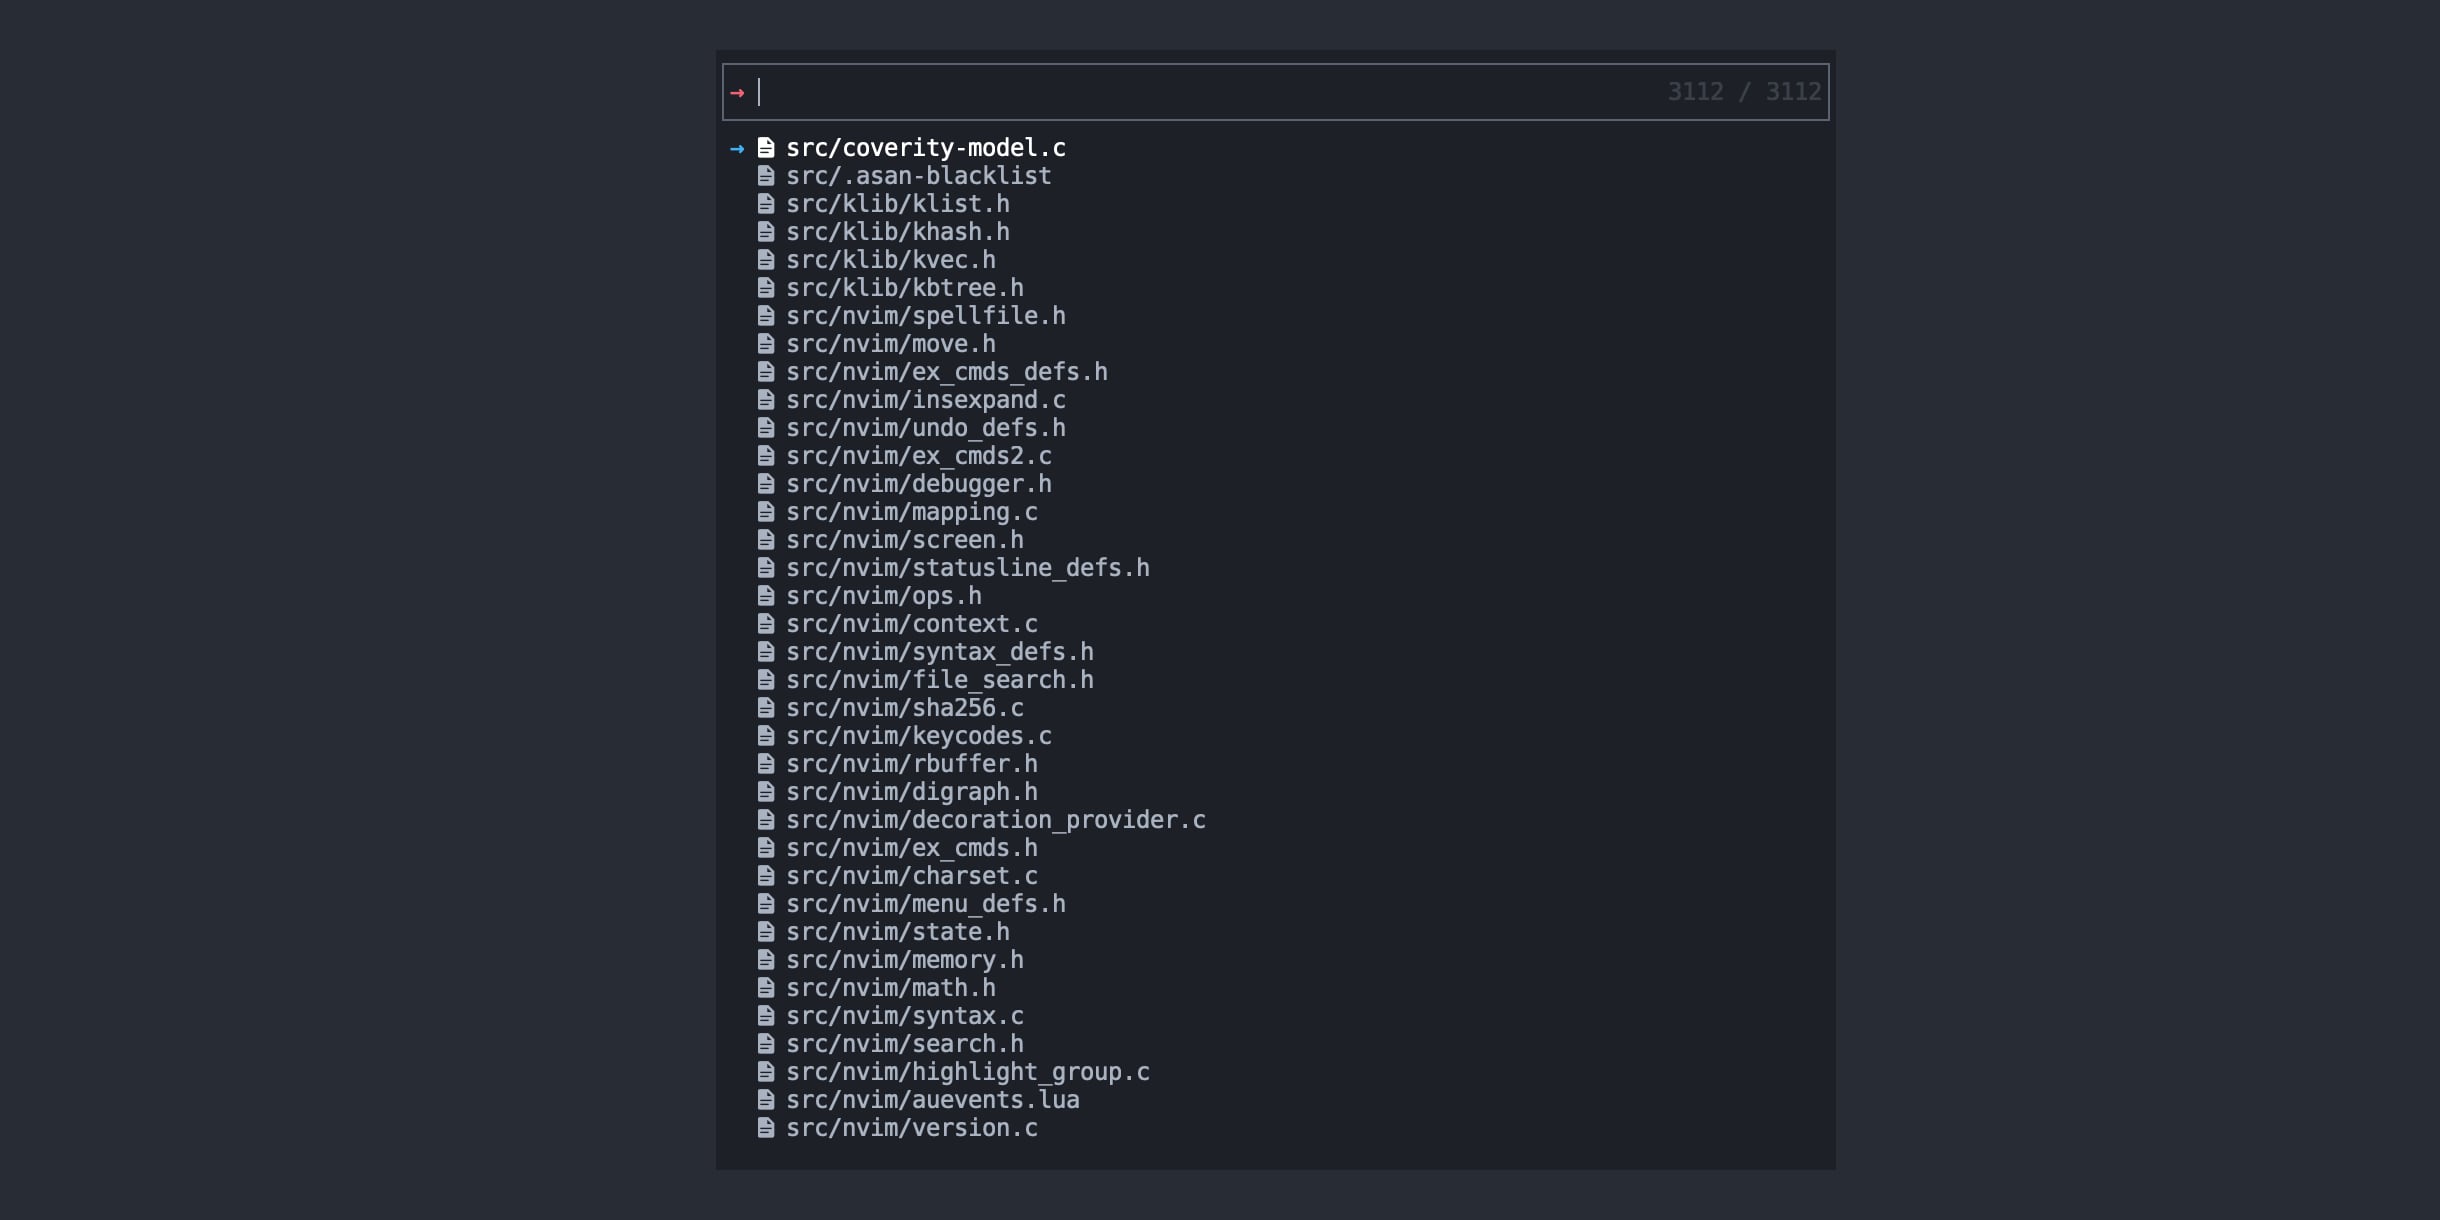 → 3112 / 3112
→ src/coverity-model.c
src/.asan-blacklist
src/klib/klist.h
src/klib/khash.h
src/klib/kvec.h
src/klib/kbtree.h
src/nvim/spellfile.h
src/nvim/move.h
src/nvim/ex_cmds_defs.h
src/nvim/insexpand.c
src/nvim/undo_defs.h
src/nvim/ex_cmds2.c
src/nvim/debugger.h
src/nvim/mapping.c
src/nvim/screen.h
src/nvim/statusline_defs.h
src/nvim/ops.h
src/nvim/context.c
src/nvim/syntax_defs.h
src/nvim/file_search.h
src/nvim/sha256.c
src/nvim/keycodes.c
src/nvim/rbuffer.h
src/nvim/digraph.h
src/nvim/decoration_provider.c
src/nvim/ex_cmds.h
src/nvim/charset.c
src/nvim/menu_defs.h
src/nvim/state.h
src/nvim/memory.h
src/nvim/math.h
src/nvim/syntax.c
src/nvim/search.h
src/nvim/highlight_group.c
src/nvim/auevents.lua
src/nvim/version.c